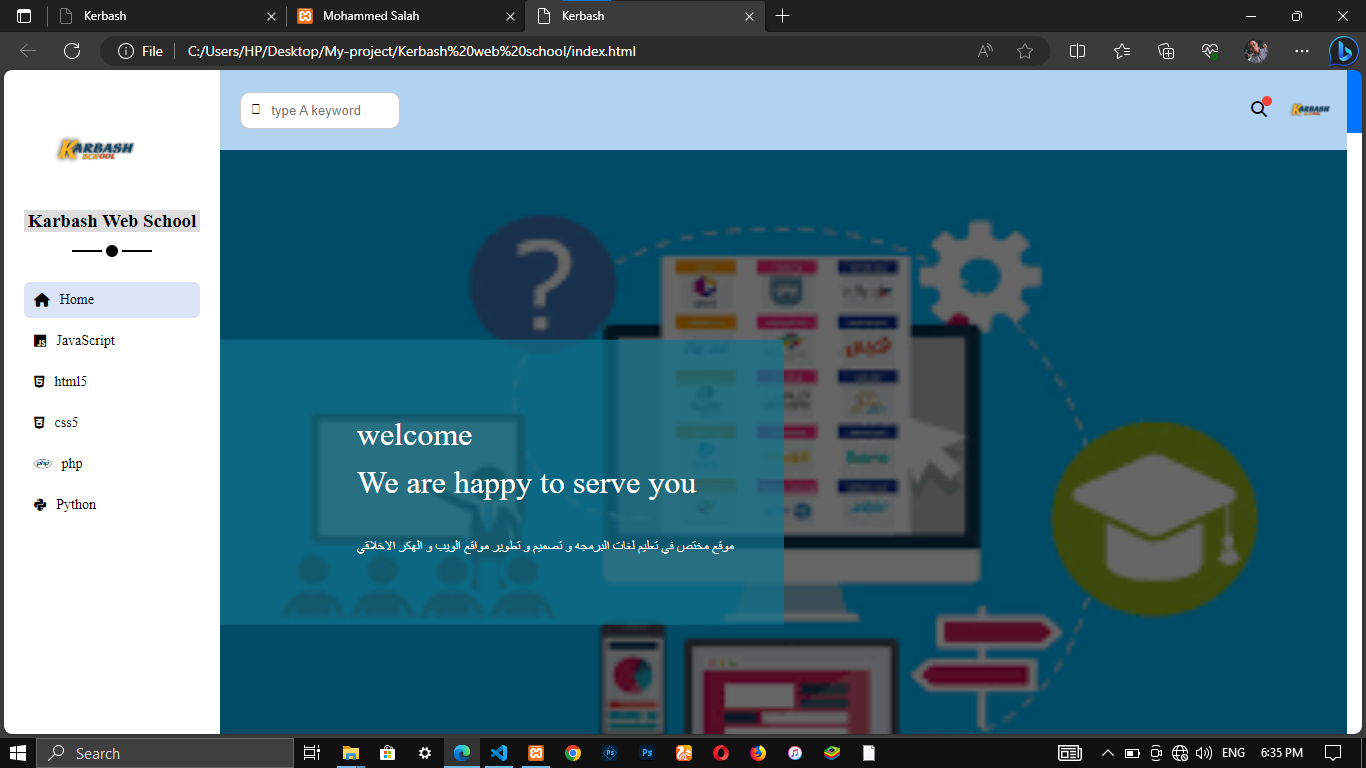 Kerbash
Mohammed Salah
Kerbash
File
C:/Users/HP/Desktop/My-project/Kerbash%20web%20school/index.html
KARBASH
SCHOOL
type A keyword
KARBASH
Karbash Web School
Home
JavaScript
html5
css5
php
Python
welcome
We are happy to serve you
موقع مختص في تعليم لغات البرمجه و تصميم و تطوير مواقع الويب و الهكر الاخلاقي
Search
ENG
6:35 PM